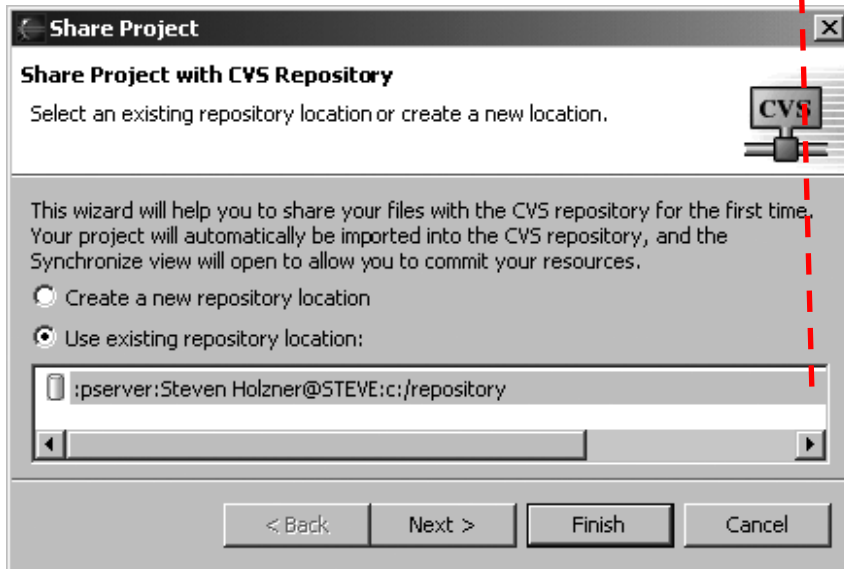 Share Project
Share Project with CVS Repository
Select an existing repository location or create a new location.
CVS
This wizard will help you to share your files with the CVS repository for the first time.
Your project will automatically be imported into the CVS repository, and the
Synchronize view will open to allow you to commit your resources.
Create a new repository location
Use existing repository location:
:pserver:Steven Holzner@STEVE:c:/repository
< Back
Next >
Finish
Cancel